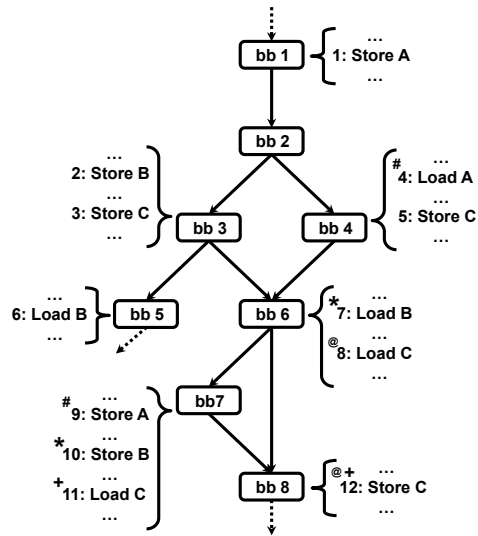 bb 1
...
1: Store A
...
bb 2
...
2: Store B
...
3: Store C
...
bb 3
bb 4
...
# 4: Load A
...
5: Store C
...
...
6: Load B
...
bb 5
bb 6
...
*7: Load B
...
@ 8: Load C
...
...
# 9: Store A
...
*10: Store B
...
+11: Load C
...
bb7
bb 8
...
@ + 12: Store C
...